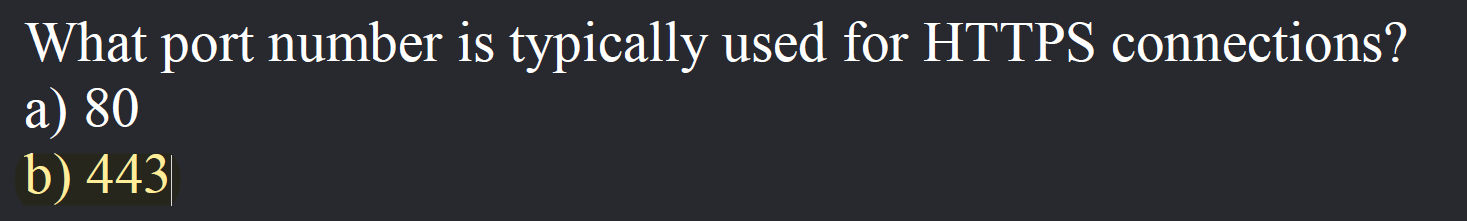 What port number is typically used for HTTPS connections?
a) 80
b) 443